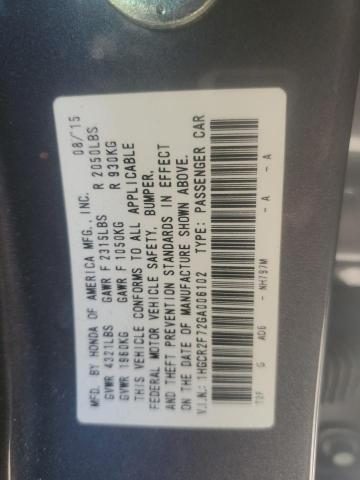 MFD. BY HONDA OF AMERICA MFG., INC. 08/'15
GVWR 4321LBS GAWR F 2315LBS R 2050LBS
GVWR 1960KG GAWR F 1050KG R 930KG
THIS VEHICLE CONFORMS TO ALL APPLICABLE
FEDERAL MOTOR VEHICLE SAFETY, BUMPER,
AND THEFT PREVENTION STANDARDS IN EFFECT
ON THE DATE OF MANUFACTURE SHOWN ABOVE.
V.I.N.: 1HGCR2F72GA006102 TYPE: PASSENGER CAR
T2F G AD6 - NH797M - A - A